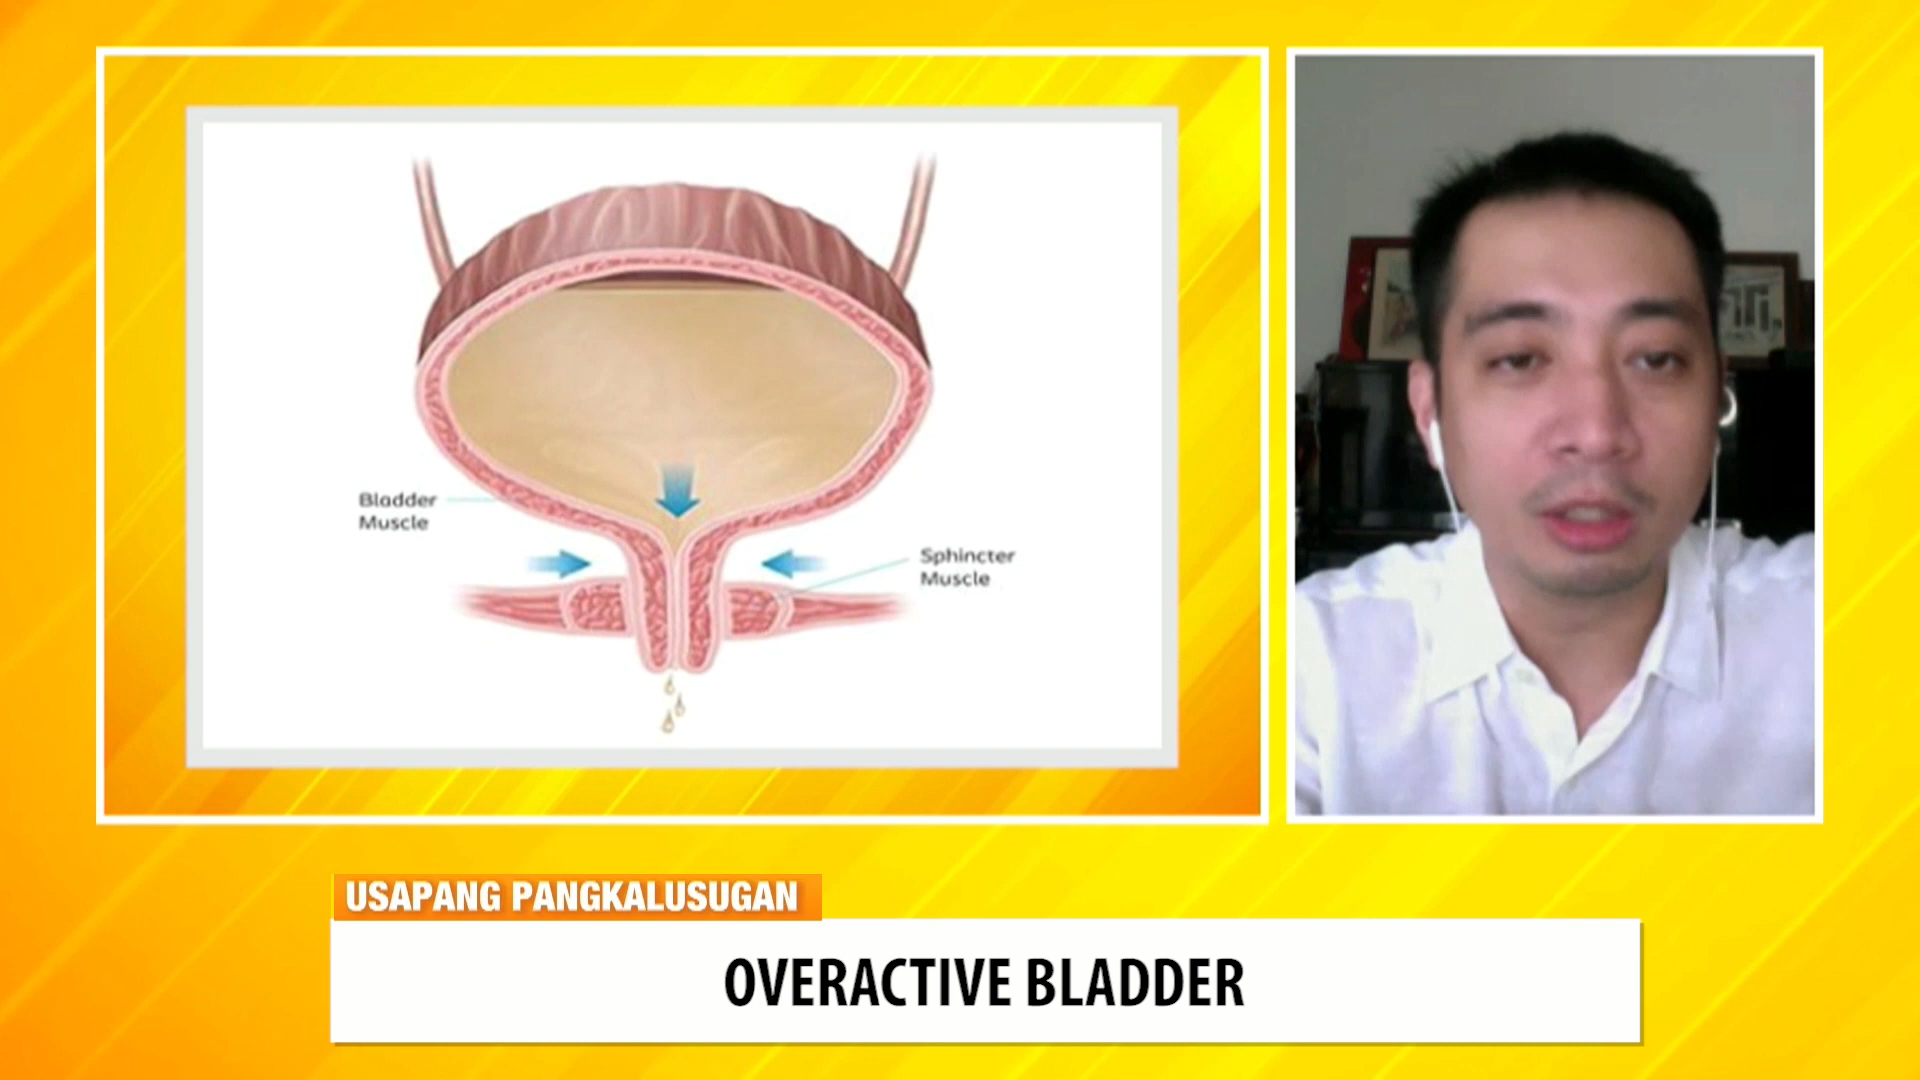 Bladder
Muscle
Sphincter
Muscle
USAPANG PANGKALUSUGAN
OVERACTIVE BLADDER